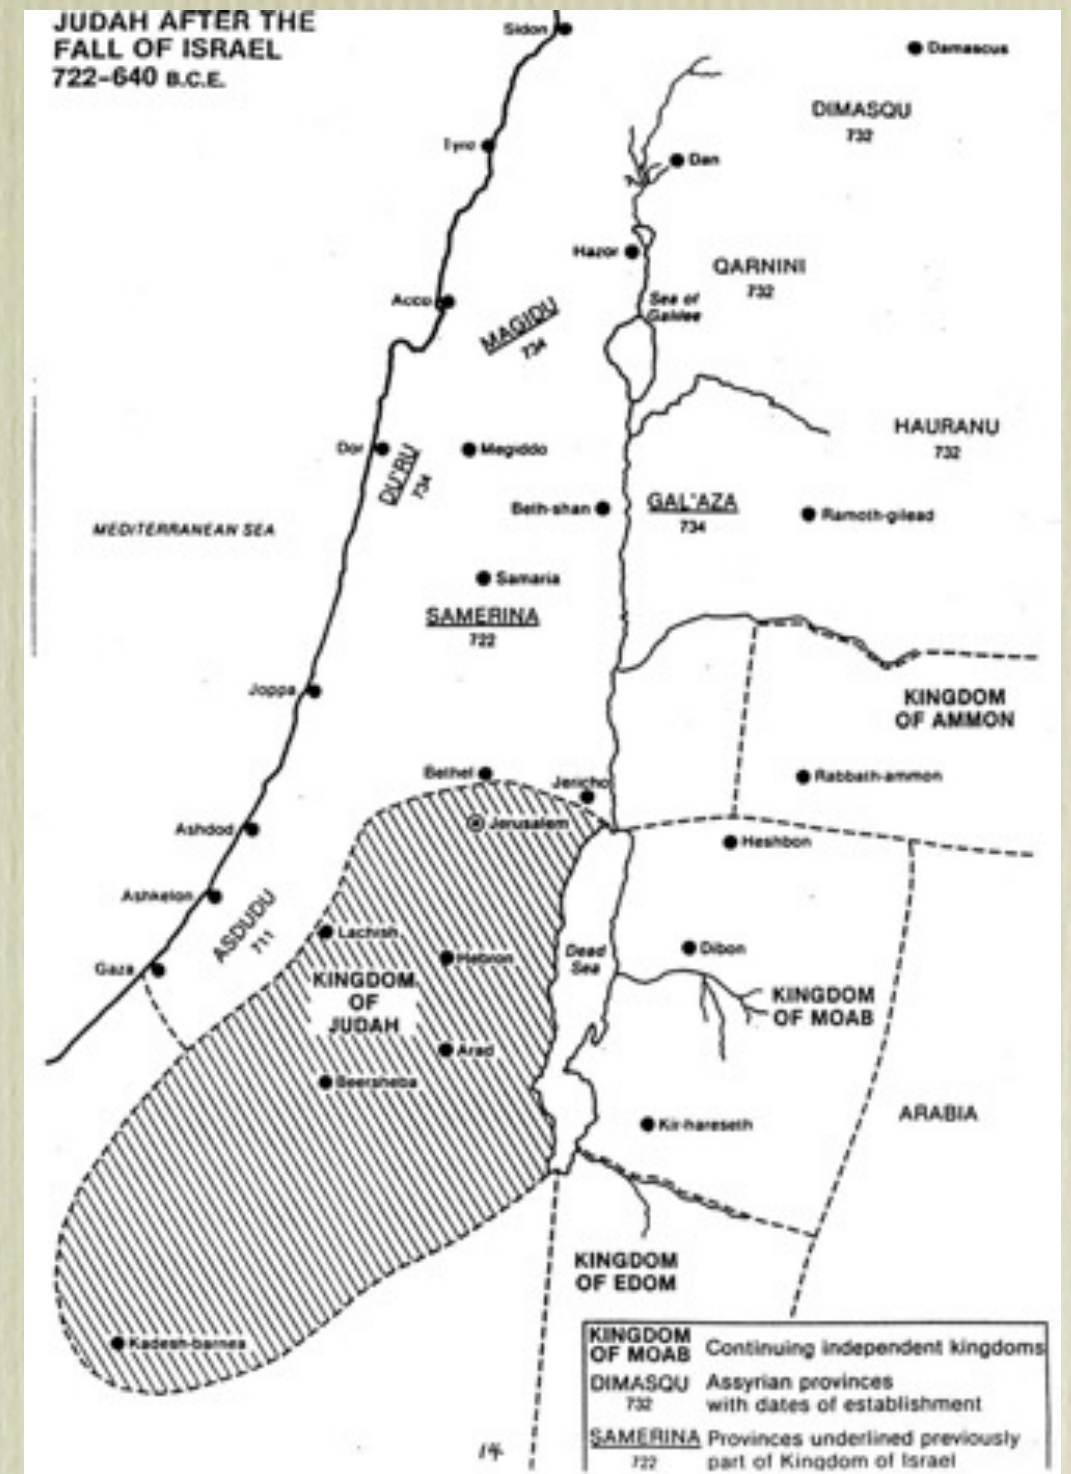 JUDAH AFTER THE
FALL OF ISRAEL
722–640 B.C.E.
Sidon
Damascus
DIMASQU
732
Tyre
Dan
Hazor
QARNINI
732
Acco
Sea of
Galilee
MAGIDU
734
HAURANU
732
Dor
DU'RU
734
Megiddo
MEDITERRANEAN SEA
Beth-shan
GAL'AZA
734
Ramoth-gilead
Samaria
SAMERINA
722
Joppa
KINGDOM
OF AMMON
Bethel
Jericho
Rabbath-ammon
Ashdod
Jerusalem
Heshbon
Ashkelon
ASDUDU
711
Lachish
Gaza
Hebron
Dead
Sea
Dibon
KINGDOM
OF
JUDAH
KINGDOM
OF MOAB
Arad
Beersheba
Kir-hareseth
ARABIA
KINGDOM
OF EDOM
Kadesh-barnea
KINGDOM
OF MOAB Continuing independent kingdoms
DIMASQU Assyrian provinces
732 with dates of establishment
SAMERINA Provinces underlined previously
722 part of Kingdom of Israel
14